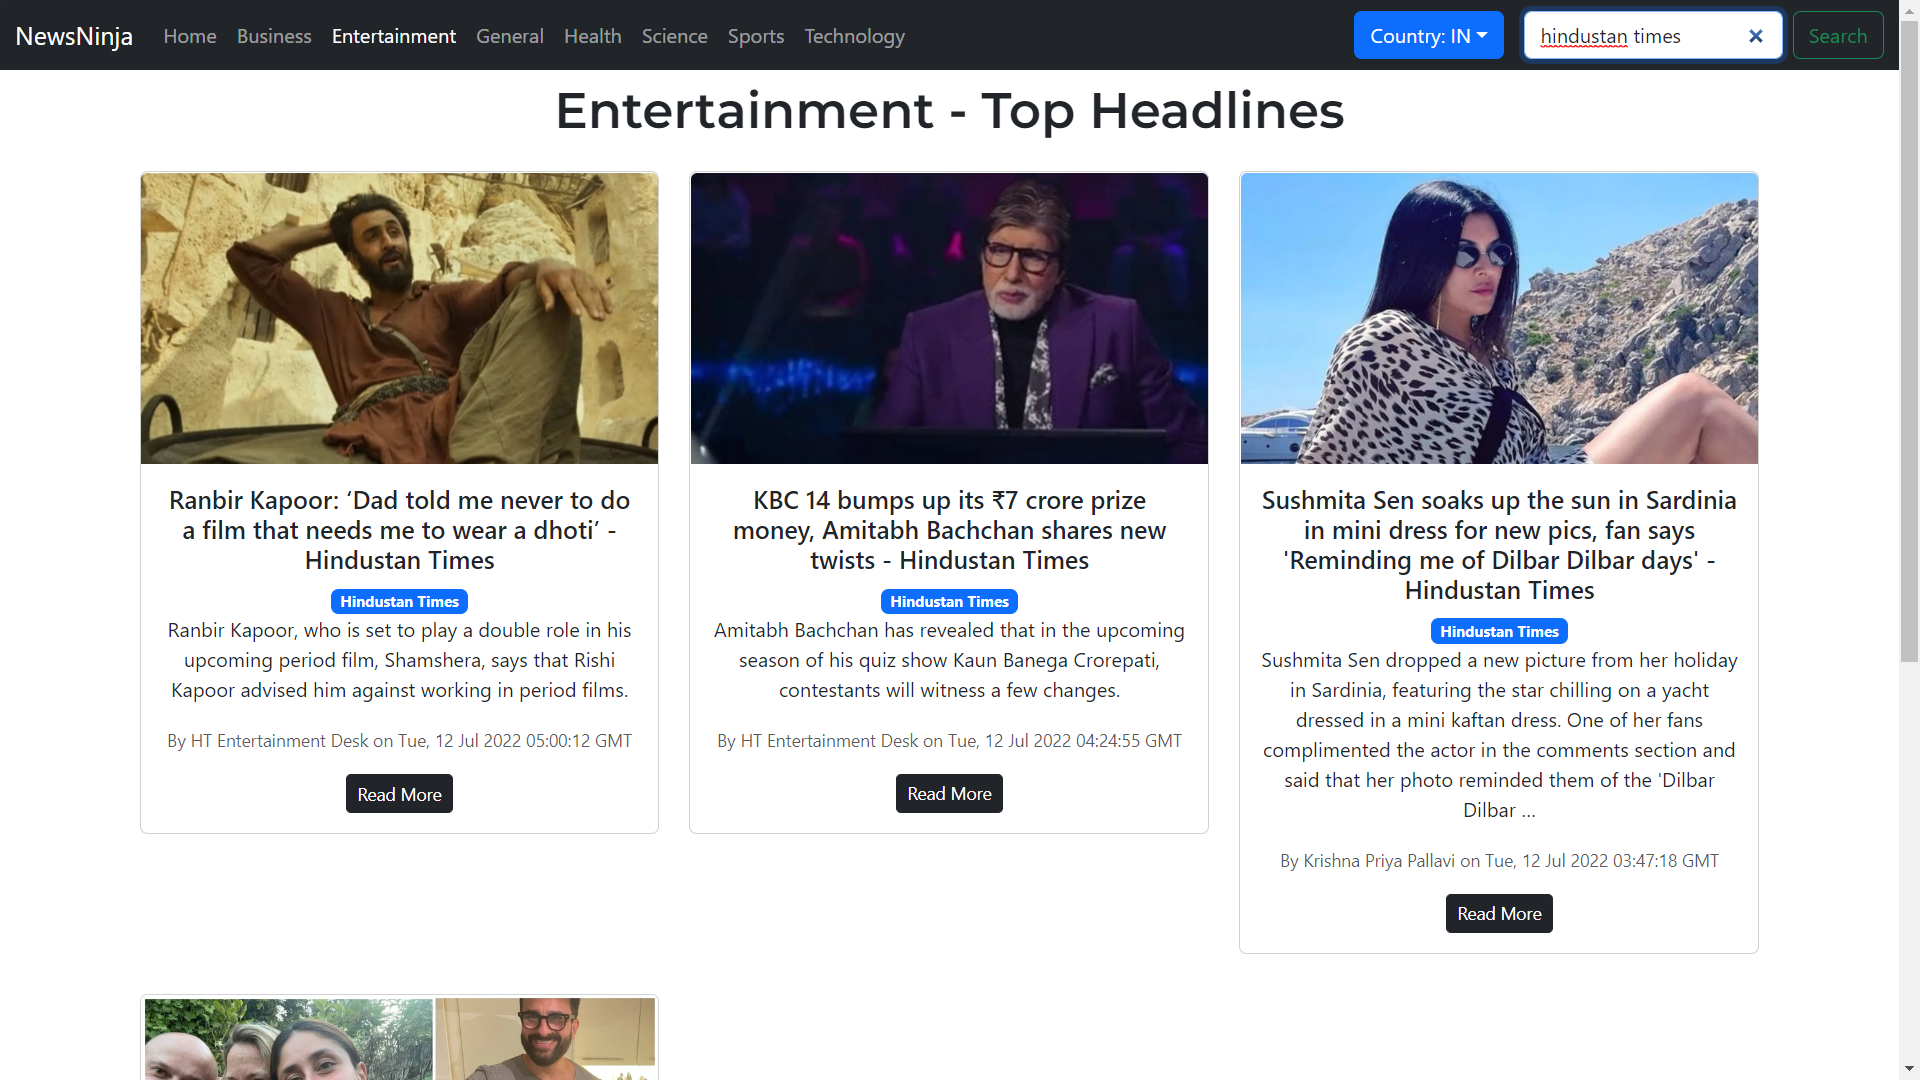 NewsNinja Home Business Entertainment General Health Science Sports Technology Country: IN hindustan times Search
Entertainment - Top Headlines
Ranbir Kapoor: ‘Dad told me never to do
a film that needs me to wear a dhoti’ -
Hindustan Times
Hindustan Times
Ranbir Kapoor, who is set to play a double role in his
upcoming period film, Shamshera, says that Rishi
Kapoor advised him against working in period films.
By HT Entertainment Desk on Tue, 12 Jul 2022 05:00:12 GMT
Read More
KBC 14 bumps up its ₹7 crore prize
money, Amitabh Bachchan shares new
twists - Hindustan Times
Hindustan Times
Amitabh Bachchan has revealed that in the upcoming
season of his quiz show Kaun Banega Crorepati,
contestants will witness a few changes.
By HT Entertainment Desk on Tue, 12 Jul 2022 04:24:55 GMT
Read More
Sushmita Sen soaks up the sun in Sardinia
in mini dress for new pics, fan says
'Reminding me of Dilbar Dilbar days' -
Hindustan Times
Hindustan Times
Sushmita Sen dropped a new picture from her holiday
in Sardinia, featuring the star chilling on a yacht
dressed in a mini kaftan dress. One of her fans
complimented the actor in the comments section and
said that her photo reminded them of the 'Dilbar
Dilbar ...
By Krishna Priya Pallavi on Tue, 12 Jul 2022 03:47:18 GMT
Read More